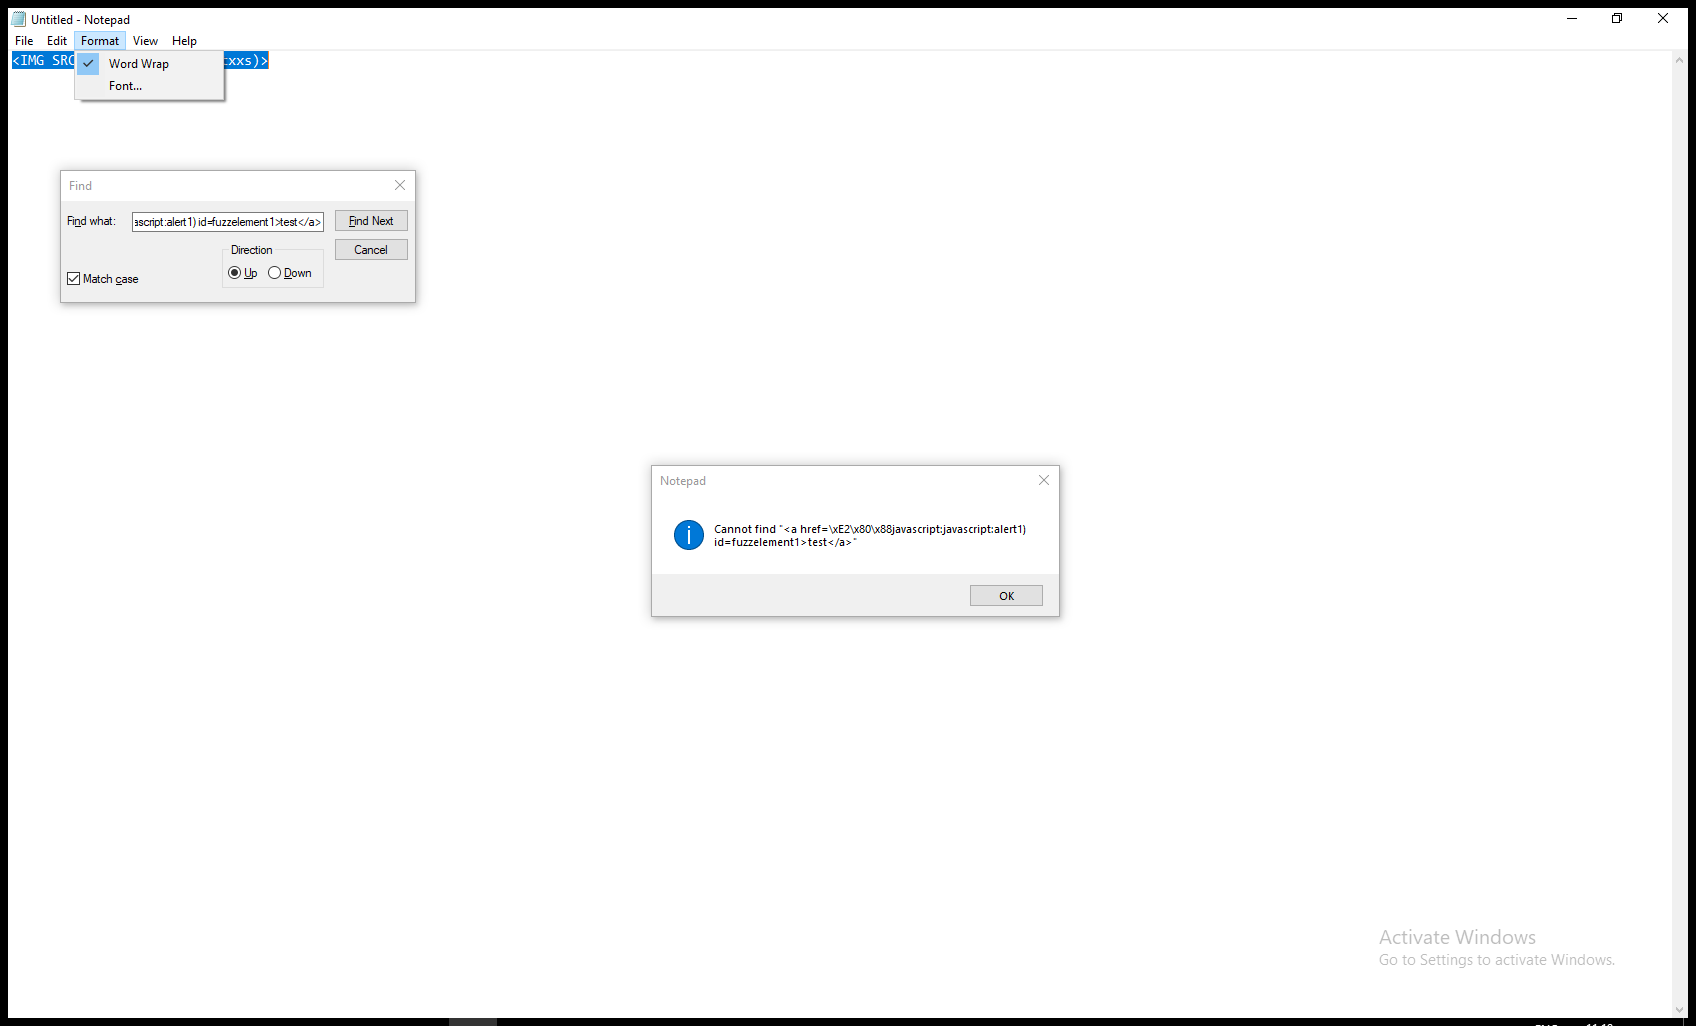 Untitled - Notepad
File Edit Format View Help
<IMG SRC xxs)>
Word Wrap
Font...
Find
Find what: script:alert1) id=fuzzelement1>test</a> Find Next
Direction Cancel
Up Down
Match case
Notepad
Cannot find "<a href=\xE2\x80\x88javascript:javascript:alert1)
id=fuzzelement1>test</a>"
OK
Activate Windows
Go to Settings to activate Windows.